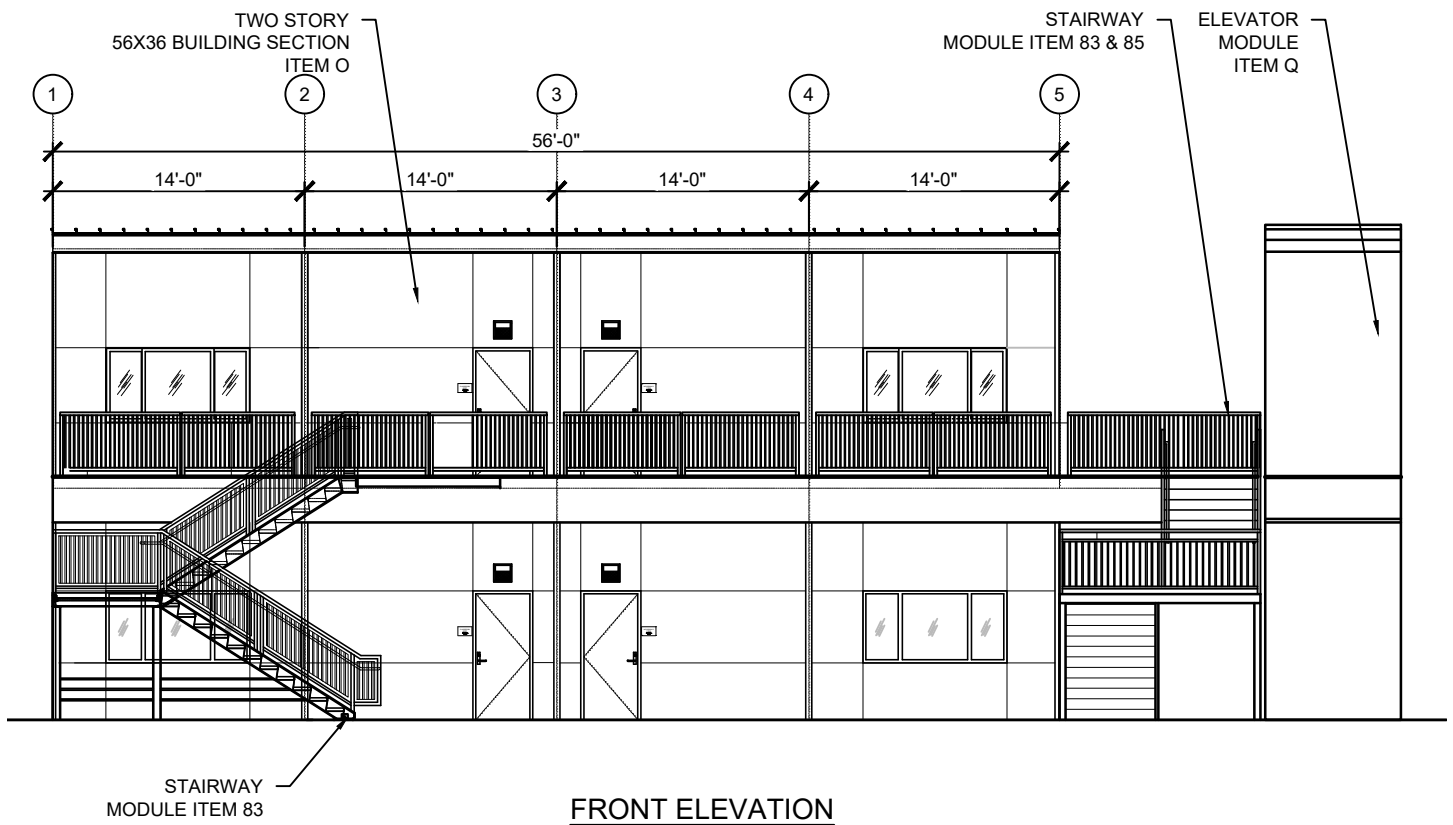 TWO STORY
56X36 BUILDING SECTION
ITEM O
STAIRWAY
MODULE ITEM 83 & 85
ELEVATOR
MODULE
ITEM Q
1
2
3
4
5
56'-0"
14'-0"
14'-0"
14'-0"
14'-0"
STAIRWAY
MODULE ITEM 83
FRONT ELEVATION